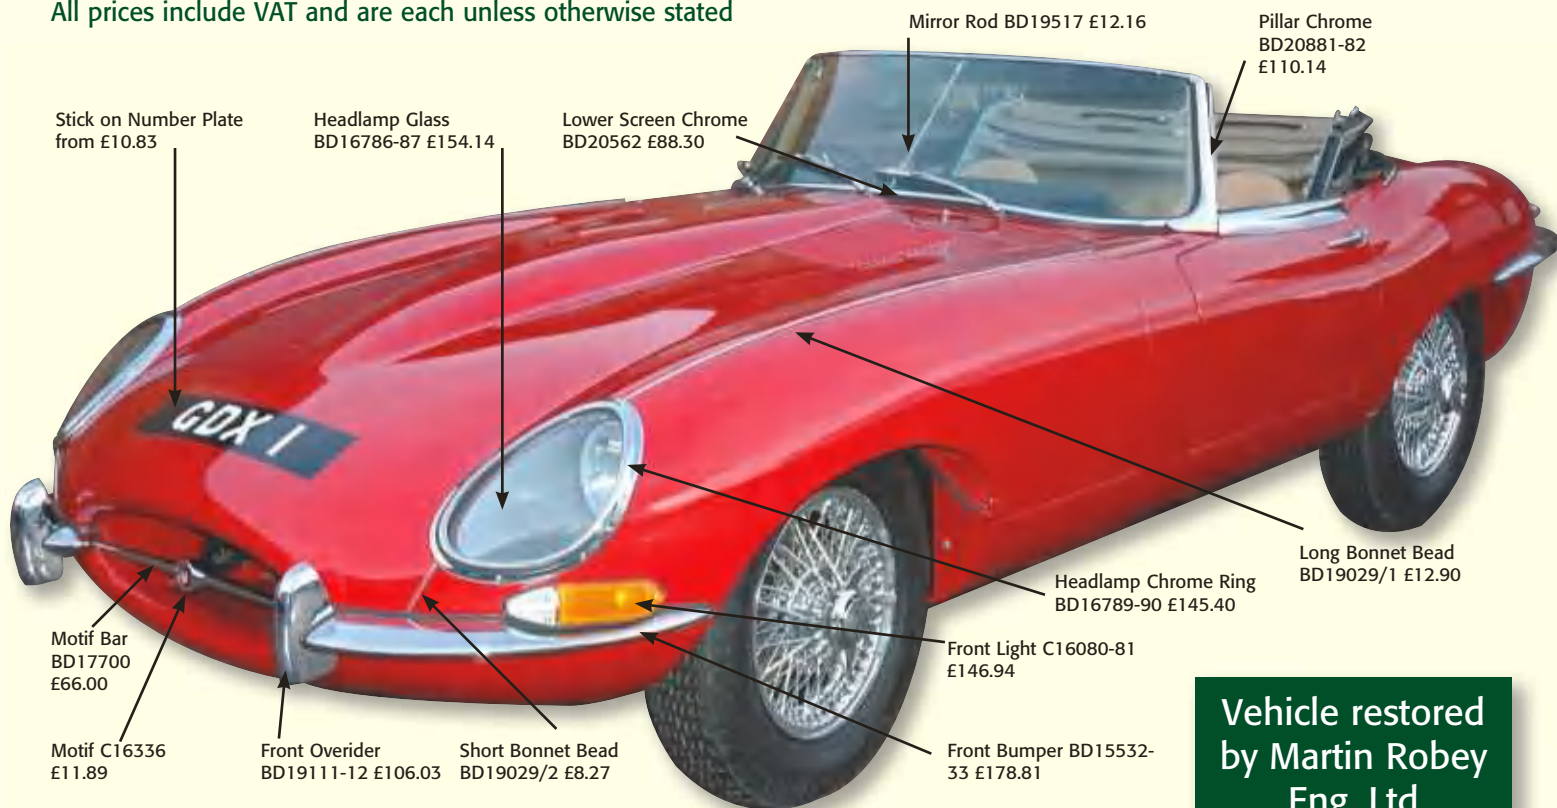 All prices include VAT and are each unless otherwise stated
Mirror Rod BD19517 £12.16
Pillar Chrome
BD20881-82
£110.14
Stick on Number Plate
from £10.83
Headlamp Glass
BD16786-87 £154.14
Lower Screen Chrome
BD20562 £88.30
GDX 1
Long Bonnet Bead
BD19029/1 £12.90
Headlamp Chrome Ring
BD16789-90 £145.40
Motif Bar
BD17700
£66.00
Front Light C16080-81
£146.94
Motif C16336
£11.89
Front Overider
BD19111-12 £106.03
Short Bonnet Bead
BD19029/2 £8.27
Front Bumper BD15532-
33 £178.81
Vehicle restored
by Martin Robey
Eng. Ltd